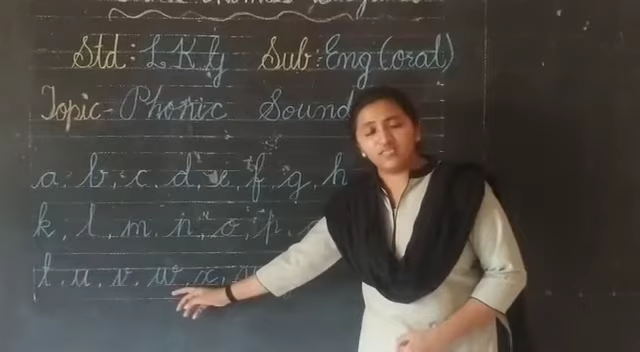 Std: LKG Sub: Eng (oral)
Topic- Phonic Sound
a, b, c, d, e, f, g, h
k, l, m, n, o, p,
t, u, v, w, x,